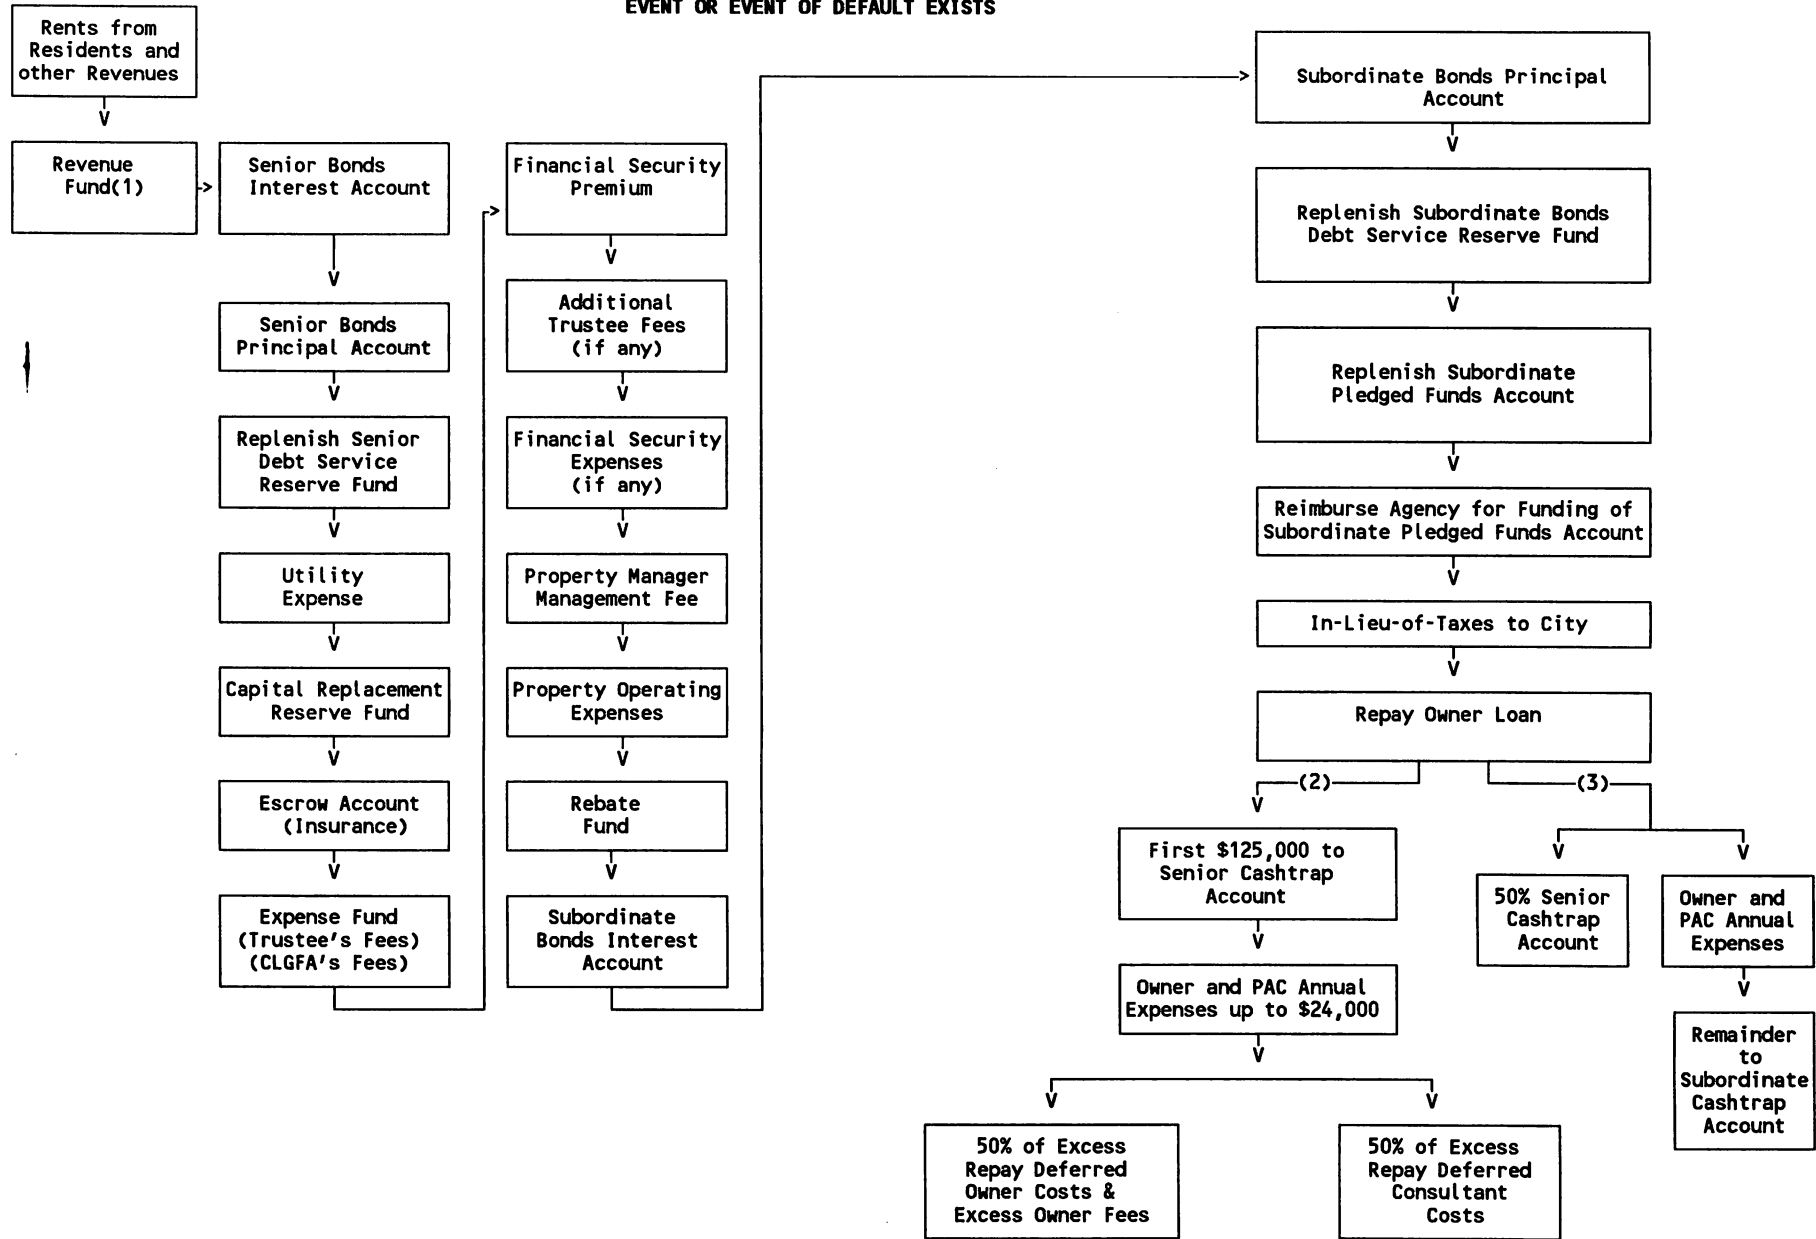 EVENT OR EVENT OF DEFAULT EXISTS
Rents from
Residents and
other Revenues
Revenue
Fund(1)
Senior Bonds
Interest Account
Senior Bonds
Principal Account
Replenish Senior
Debt Service
Reserve Fund
Utility
Expense
Capital Replacement
Reserve Fund
Escrow Account
(Insurance)
Expense Fund
(Trustee's Fees)
(CLGFA's Fees)
Financial Security
Premium
Additional
Trustee Fees
(if any)
Financial Security
Expenses
(if any)
Property Manager
Management Fee
Property Operating
Expenses
Rebate
Fund
Subordinate
Bonds Interest
Account
Subordinate Bonds Principal
Account
Replenish Subordinate Bonds
Debt Service Reserve Fund
Replenish Subordinate
Pledged Funds Account
Reimburse Agency for Funding of
Subordinate Pledged Funds Account
In-Lieu-of-Taxes to City
Repay Owner Loan
(2)
(3)
First $125,000 to
Senior Cashtrap
Account
Owner and PAC Annual
Expenses up to $24,000
50% of Excess
Repay Deferred
Owner Costs &
Excess Owner Fees
50% of Excess
Repay Deferred
Consultant
Costs
50% Senior
Cashtrap
Account
Owner and
PAC Annual
Expenses
Remainder
to
Subordinate
Cashtrap
Account